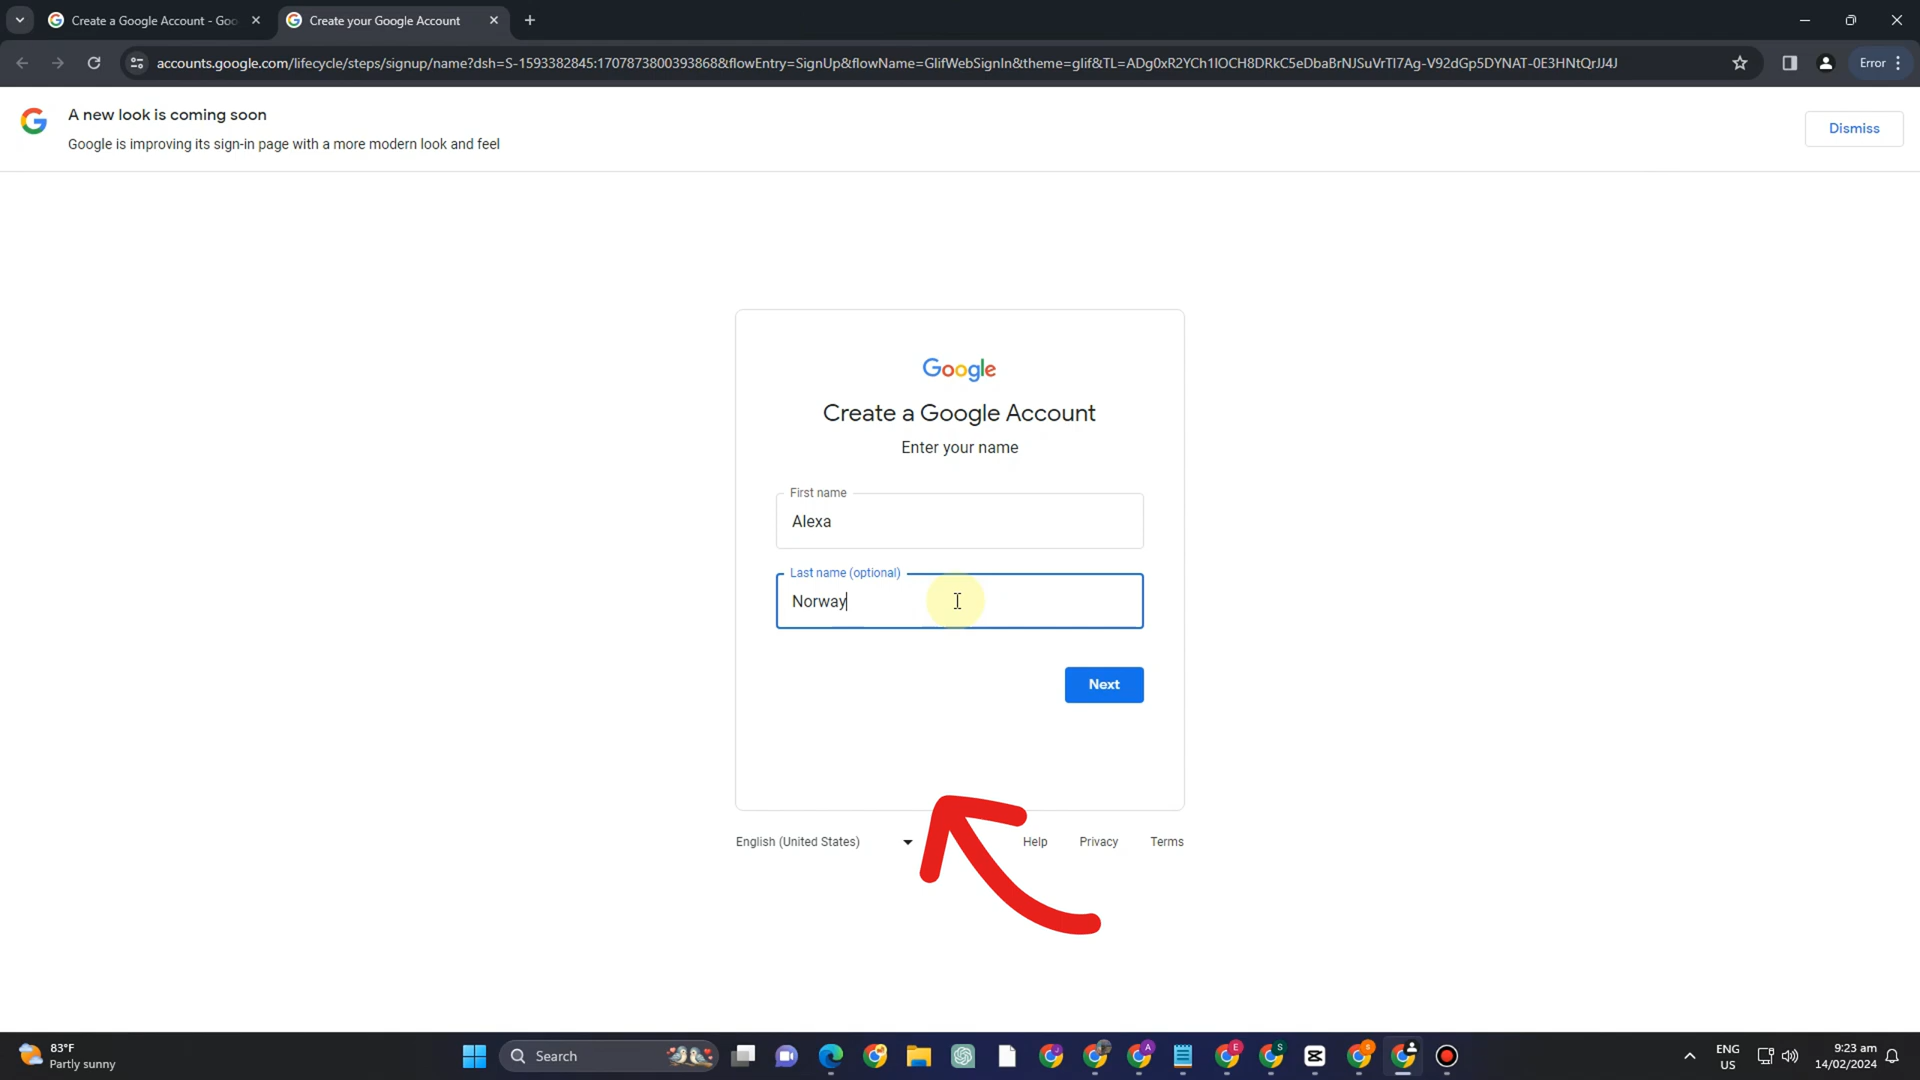 Create a Google Account - Goo
Create your Google Account
accounts.google.com/lifecycle/steps/signup/name?dsh=S-1593382845:1707873800393868&flowEntry=SignUp&flowName=GlifWebSignIn&theme=glif&TL=ADg0xR2YCh1lOCH8DRkC5eDbaBrNJSuVrTl7Ag-V92dGp5DYNAT-0E3HNtQrJJ4J
Error
A new look is coming soon
Google is improving its sign-in page with a more modern look and feel
Dismiss
Google
Create a Google Account
Enter your name
First name
Alexa
Last name (optional)
Norway
Next
English (United States)
Help
Privacy
Terms
83°F
Partly sunny
Search
ENG
US
9:23 am
14/02/2024